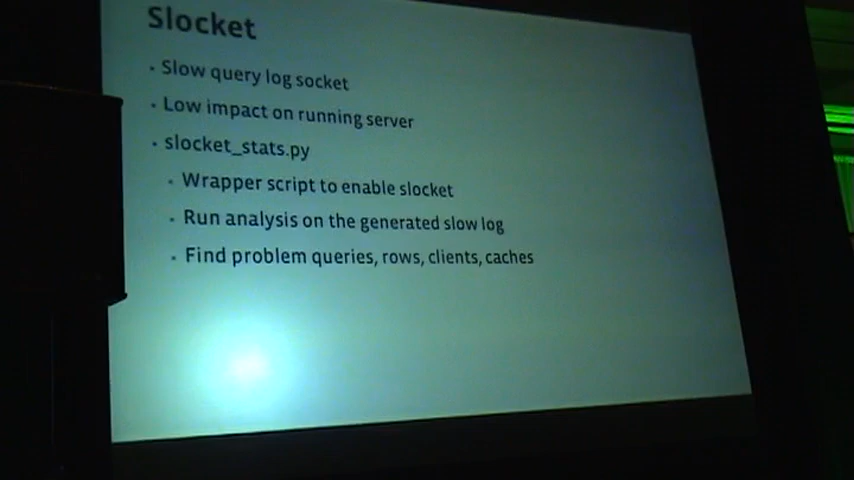 Slocket
· Slow query log socket
· Low impact on running server
· slocket_stats.py
· Wrapper script to enable slocket
· Run analysis on the generated slow log
· Find problem queries, rows, clients, caches